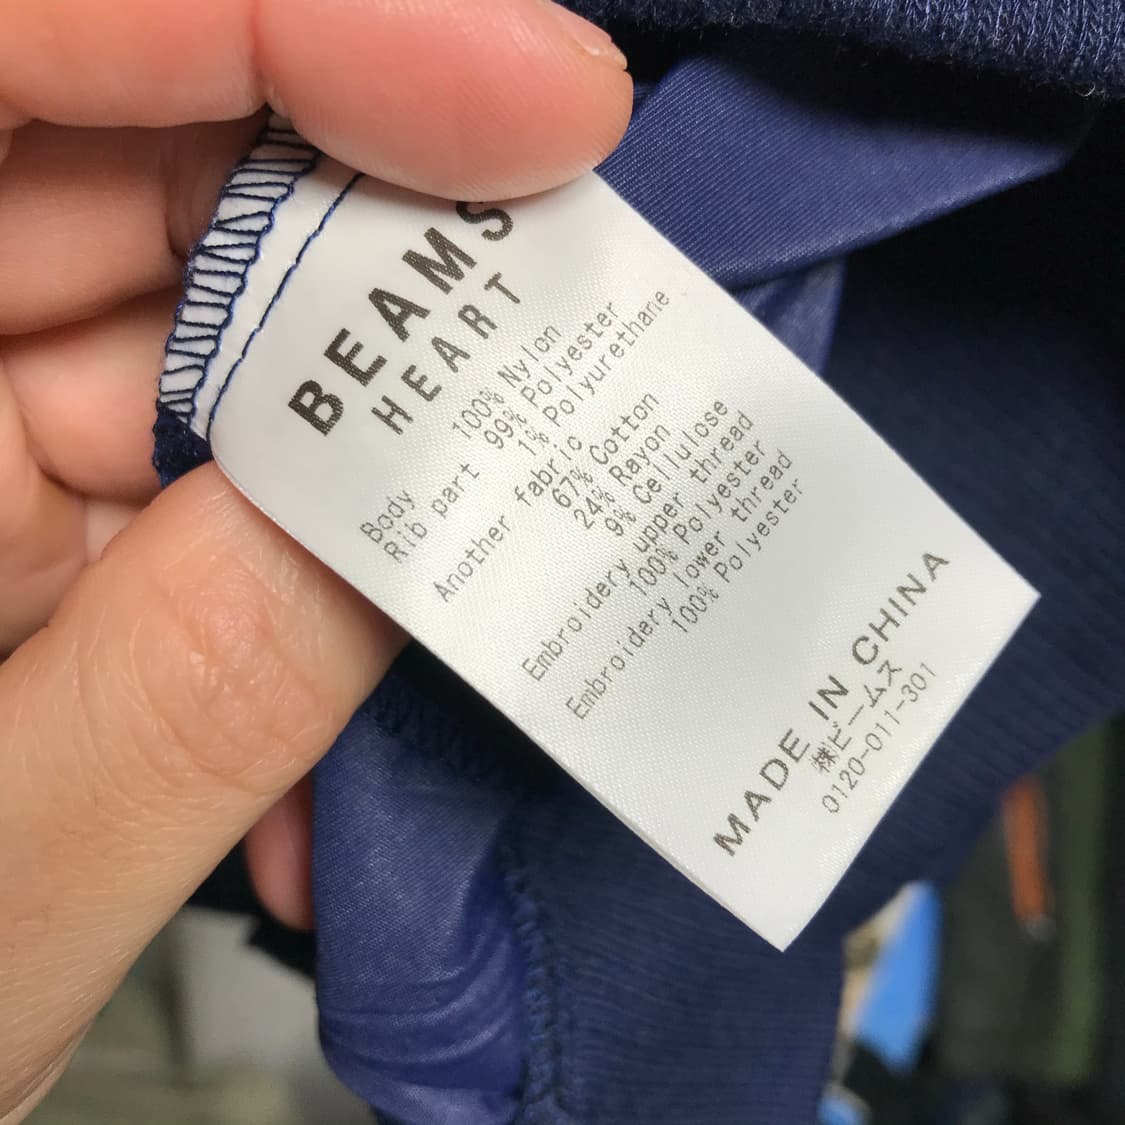 BEAMS
HEART
Body 100% Nylon
Rib part 99% Polyester
1% Polyurethane
Another fabric
67% Cotton
24% Rayon
9% Cellulose
Embroidery upper thread
100% Polyester
Embroidery lower thread
100% Polyester
MADE IN CHINA
㈱ビームス
0120-011-301